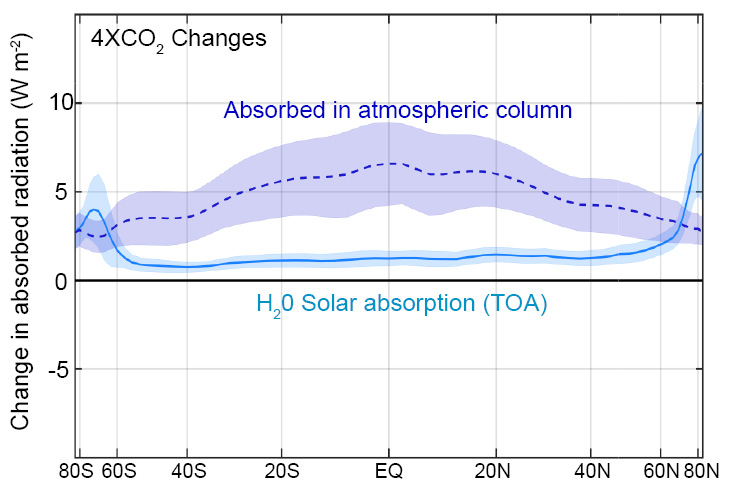 4XCO₂ Changes
Change in absorbed radiation (W m⁻²)
10
Absorbed in atmospheric column
5
0
H₂0 Solar absorption (TOA)
-5
80S 60S 40S 20S EQ 20N 40N 60N 80N